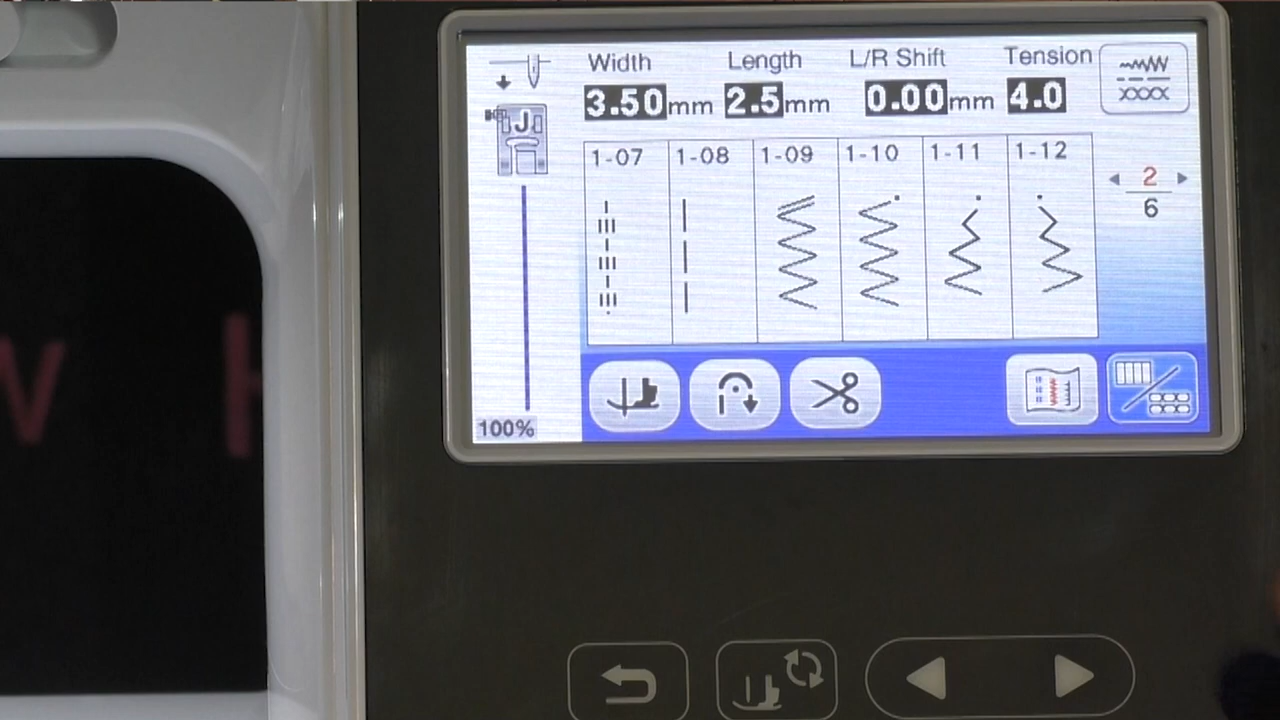 Width Length L/R Shift Tension
3.50mm 2.5mm 0.00mm 4.0
J
1-07 1-08 1-09 1-10 1-11 1-12
2
6
100%